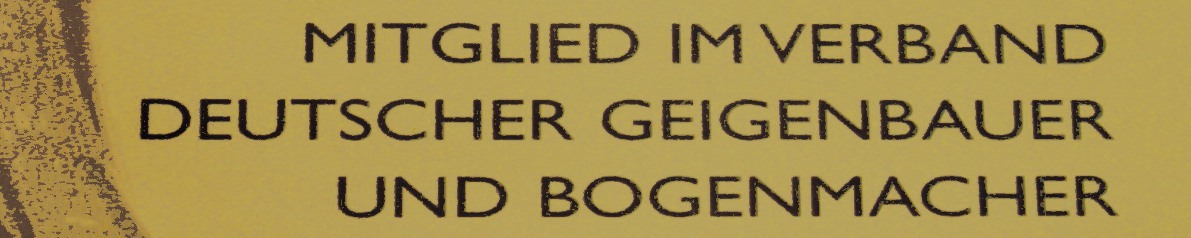 MITGLIED IM VERBAND
DEUTSCHER GEIGENBAUER
UND BOGENMACHER